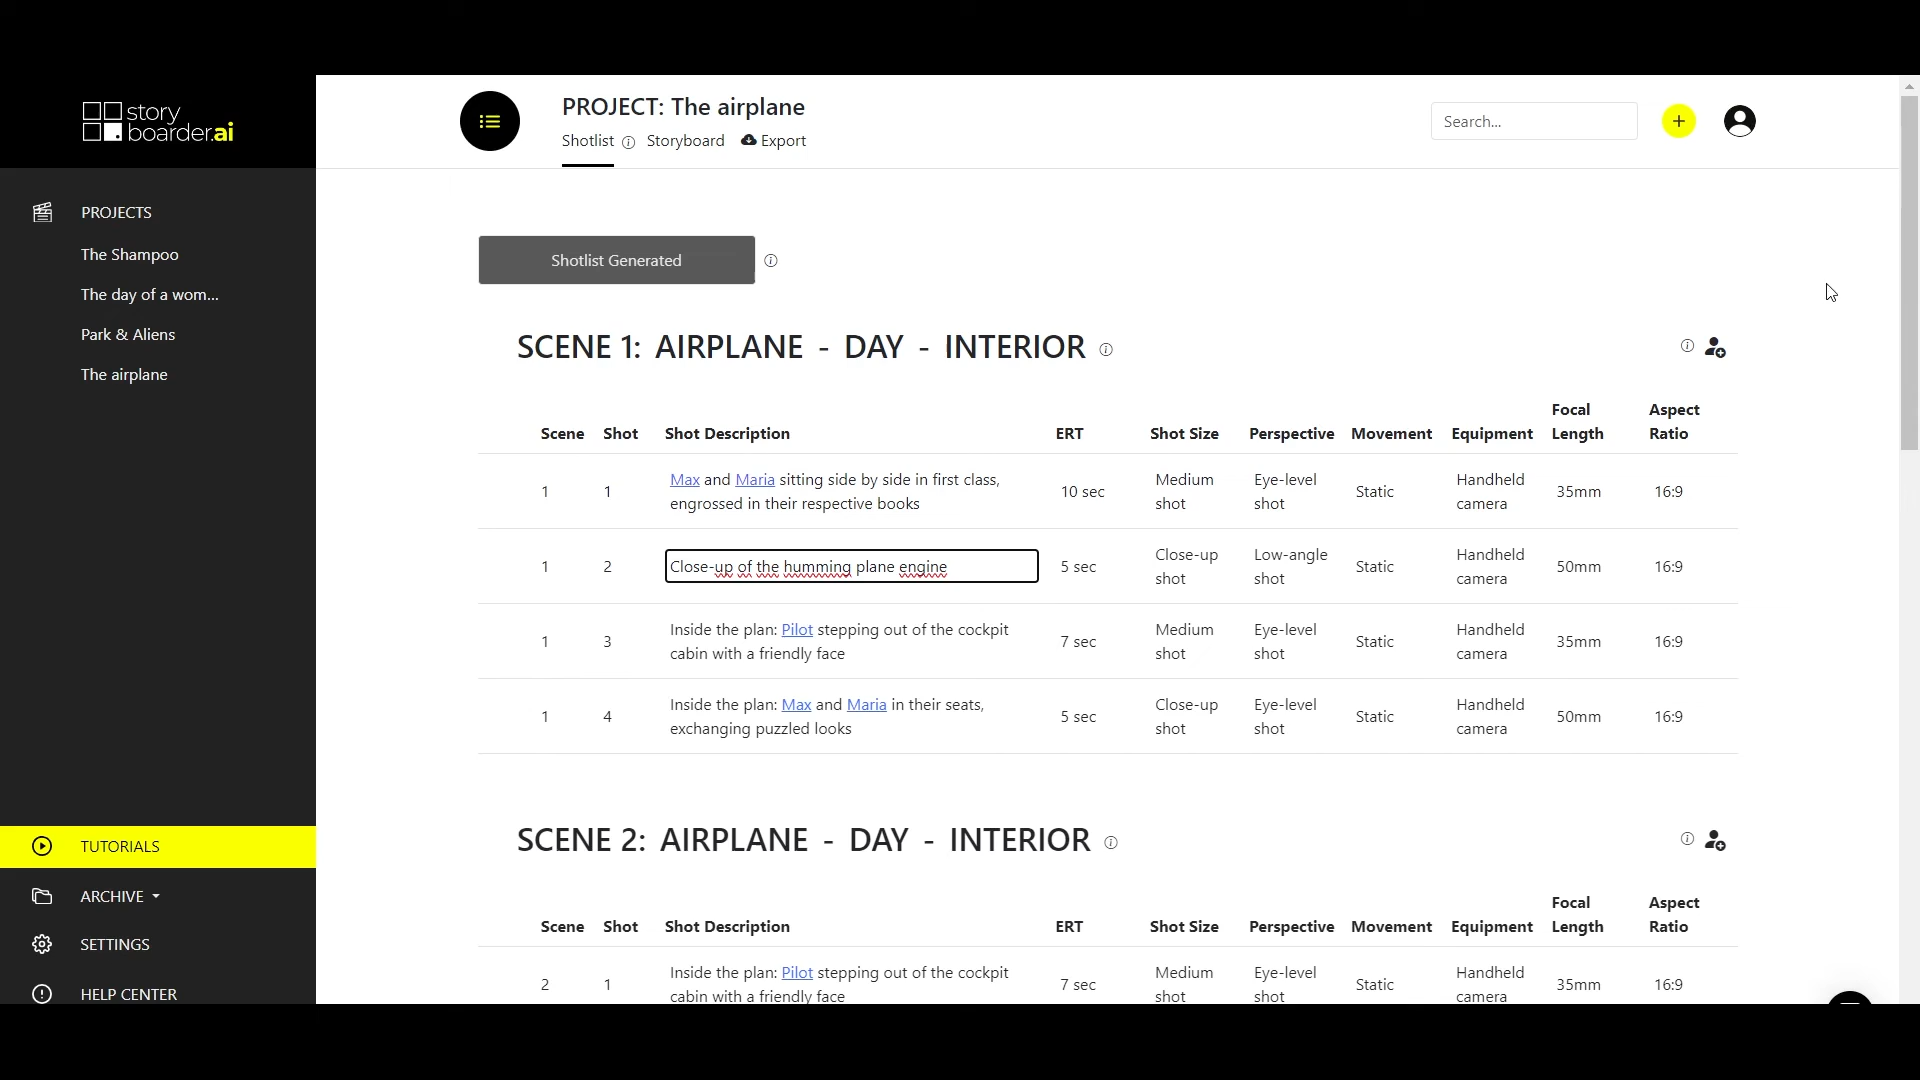 story
boarder.ai
PROJECT: The airplane
Shotlist Storyboard Export
Search...
PROJECTS
The Shampoo
The day of a wom...
Park & Aliens
The airplane
TUTORIALS
ARCHIVE
SETTINGS
HELP CENTER
Shotlist Generated
SCENE 1: AIRPLANE - DAY - INTERIOR
Scene Shot Shot Description ERT Shot Size Perspective Movement Equipment Focal Length Aspect Ratio
1 1 Max and Maria sitting side by side in first class, 10 sec Medium shot Eye-level shot Static Handheld camera 35mm 16:9
engrossed in their respective books
1 2 Close-up of the humming plane engine 5 sec Close-up shot Low-angle shot Static Handheld camera 50mm 16:9
1 3 Inside the plan: Pilot stepping out of the cockpit 7 sec Medium shot Eye-level shot Static Handheld camera 35mm 16:9
cabin with a friendly face
1 4 Inside the plan: Max and Maria in their seats, 5 sec Close-up shot Eye-level shot Static Handheld camera 50mm 16:9
exchanging puzzled looks
SCENE 2: AIRPLANE - DAY - INTERIOR
Scene Shot Shot Description ERT Shot Size Perspective Movement Equipment Focal Length Aspect Ratio
2 1 Inside the plan: Pilot stepping out of the cockpit 7 sec Medium shot Eye-level shot Static Handheld camera 35mm 16:9
cabin with a friendly face